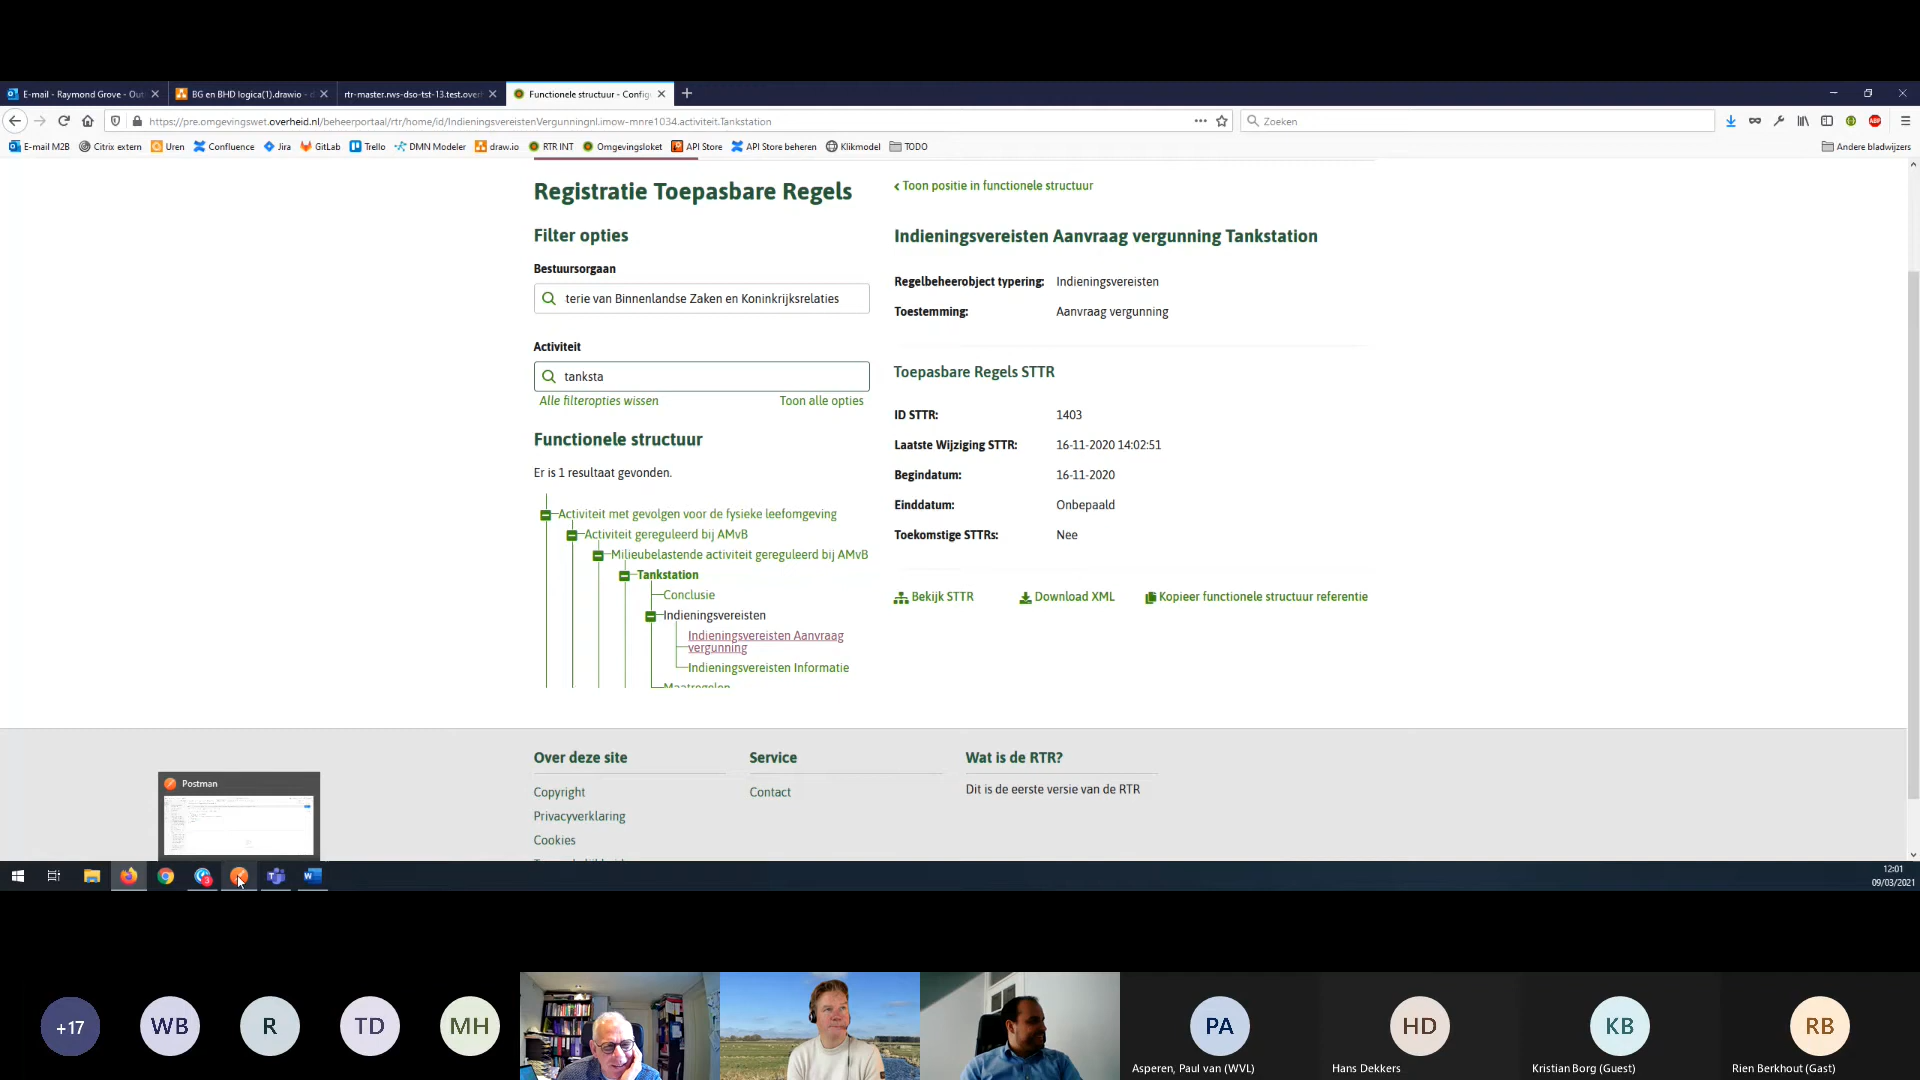 E-mail - Raymond Grove - Out
BG en BHD logica(1).drawio - d
rtr-master.rws-dso-tst-13.test.over
Functionele structuur - Config
https://pre.omgevingswet.overheid.nl/beheerportaal/rtr/home/id/IndieningsvereistenVergunningnl.imow-mnre1034.activiteit.Tankstation
Zoeken
E-mail M2B
Citrix extern
Uren
Confluence
Jira
GitLab
Trello
DMN Modeler
draw.io
RTR INT
Omgevingsloket
API Store
API Store beheren
Klikmodel
TODO
Andere bladwijzers
Registratie Toepasbare Regels
Filter opties
Bestuursorgaan
terie van Binnenlandse Zaken en Koninkrijksrelaties
Activiteit
tanksta
Alle filteropties wissen
Toon alle opties
Functionele structuur
Er is 1 resultaat gevonden.
Activiteit met gevolgen voor de fysieke leefomgeving
Activiteit gereguleerd bij AMvB
Milieubelastende activiteit gereguleerd bij AMvB
Tankstation
Conclusie
Indieningsvereisten
Indieningsvereisten Aanvraag
vergunning
Indieningsvereisten Informatie
Maatregelen
Toon positie in functionele structuur
Indieningsvereisten Aanvraag vergunning Tankstation
Regelbeheerobject typering: Indieningsvereisten
Toestemming: Aanvraag vergunning
Toepasbare Regels STTR
ID STTR: 1403
Laatste Wijziging STTR: 16-11-2020 14:02:51
Begindatum: 16-11-2020
Einddatum: Onbepaald
Toekomstige STTRs: Nee
Bekijk STTR
Download XML
Kopieer functionele structuur referentie
Over deze site
Copyright
Privacyverklaring
Cookies
Service
Contact
Wat is de RTR?
Dit is de eerste versie van de RTR
Postman
12:01
09/03/2021
+17
WB
R
TD
MH
PA
Asperen, Paul van (WVL)
HD
Hans Dekkers
KB
Kristian Borg (Guest)
RB
Rien Berkhout (Gast)